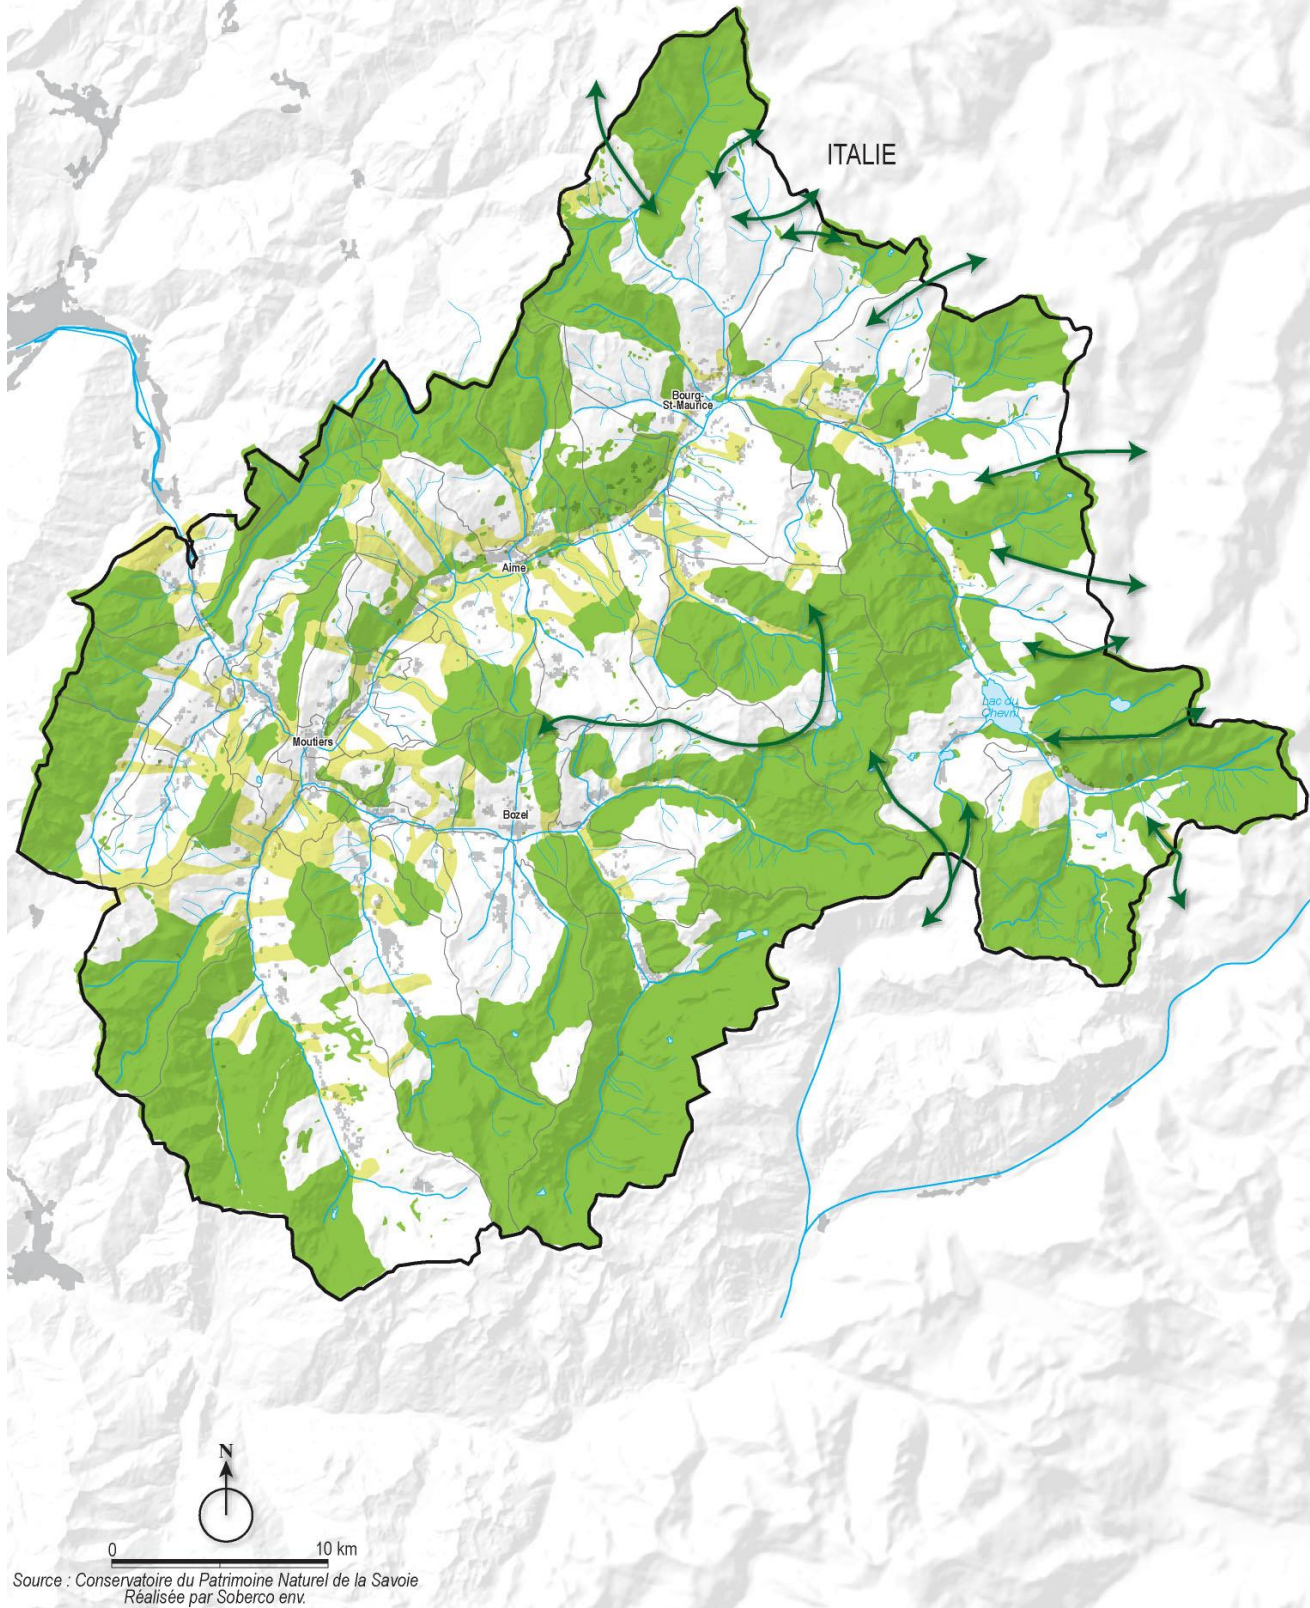 ITALIE
Bourg-
St-Maurice
Aime
Lac du
Chevril
Moutiers
Bozel
N
0 10 km
Source : Conservatoire du Patrimoine Naturel de la Savoie
Réalisée par Soberco env.